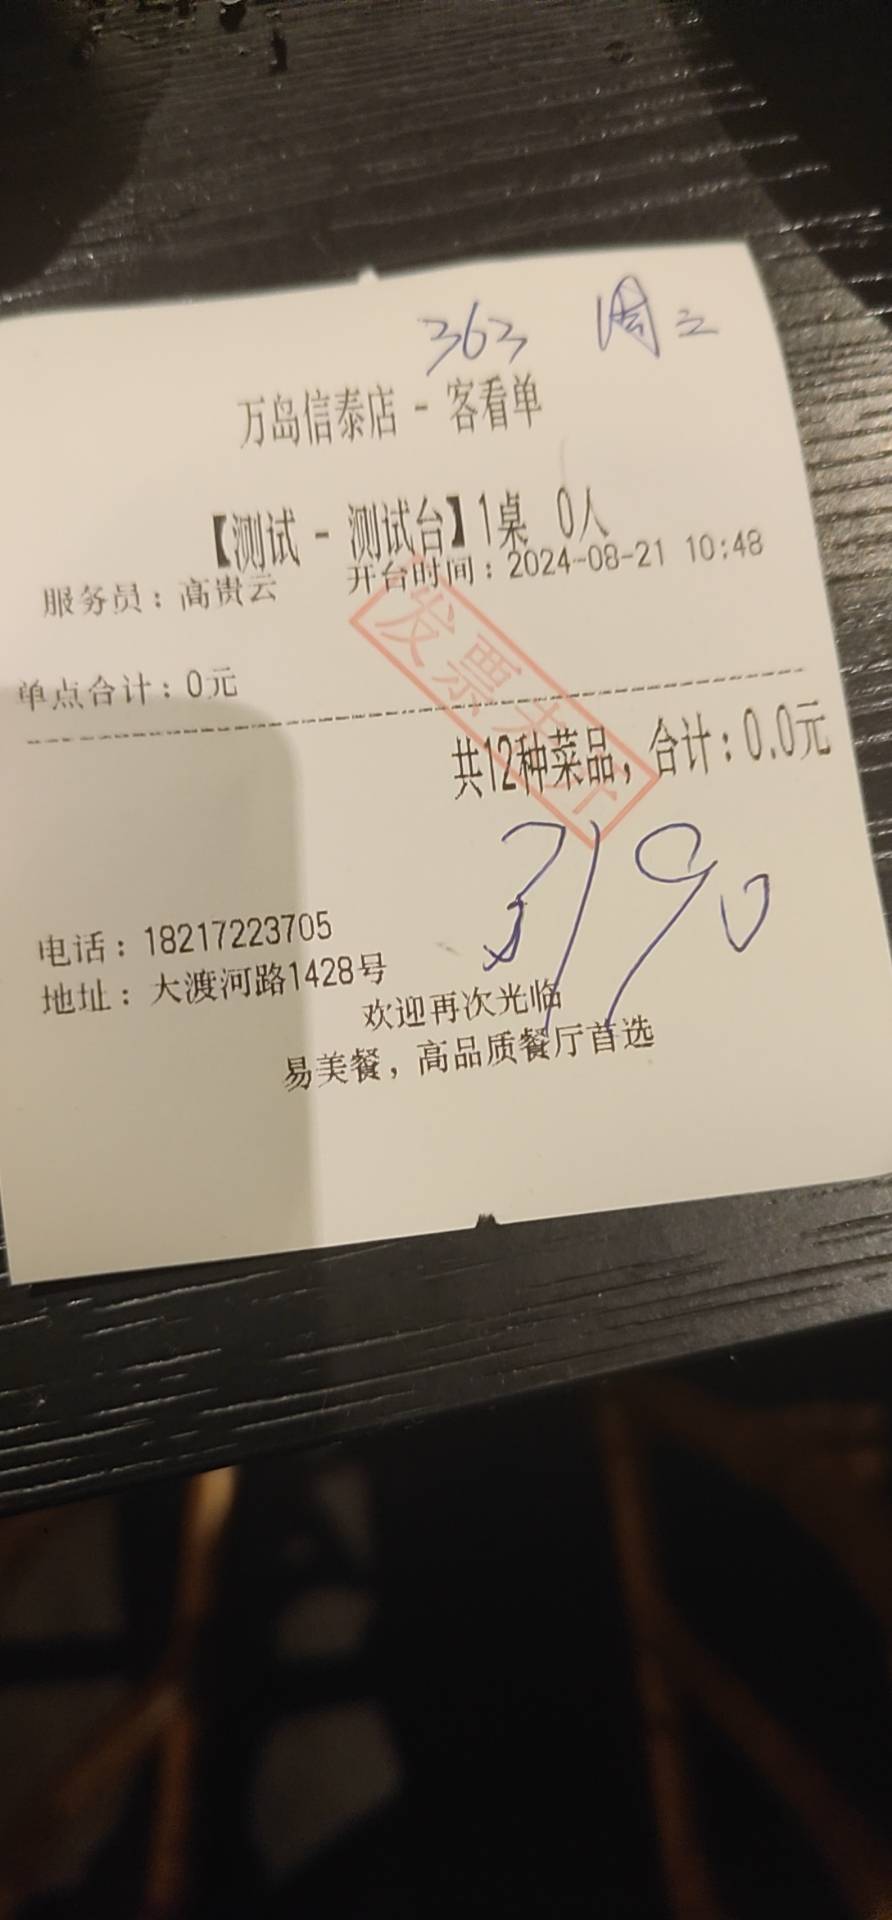 363 周三
万岛信泰店 - 客看单
【测试 - 测试台】1桌 0人
服务员：高贵云 开台时间：2024-08-21 10:48
单点合计：0元
发票
共12种菜品，合计：0.0元
3190
电话：18217223705
地址：大渡河路1428号
欢迎再次光临
易美餐，高品质餐厅首选